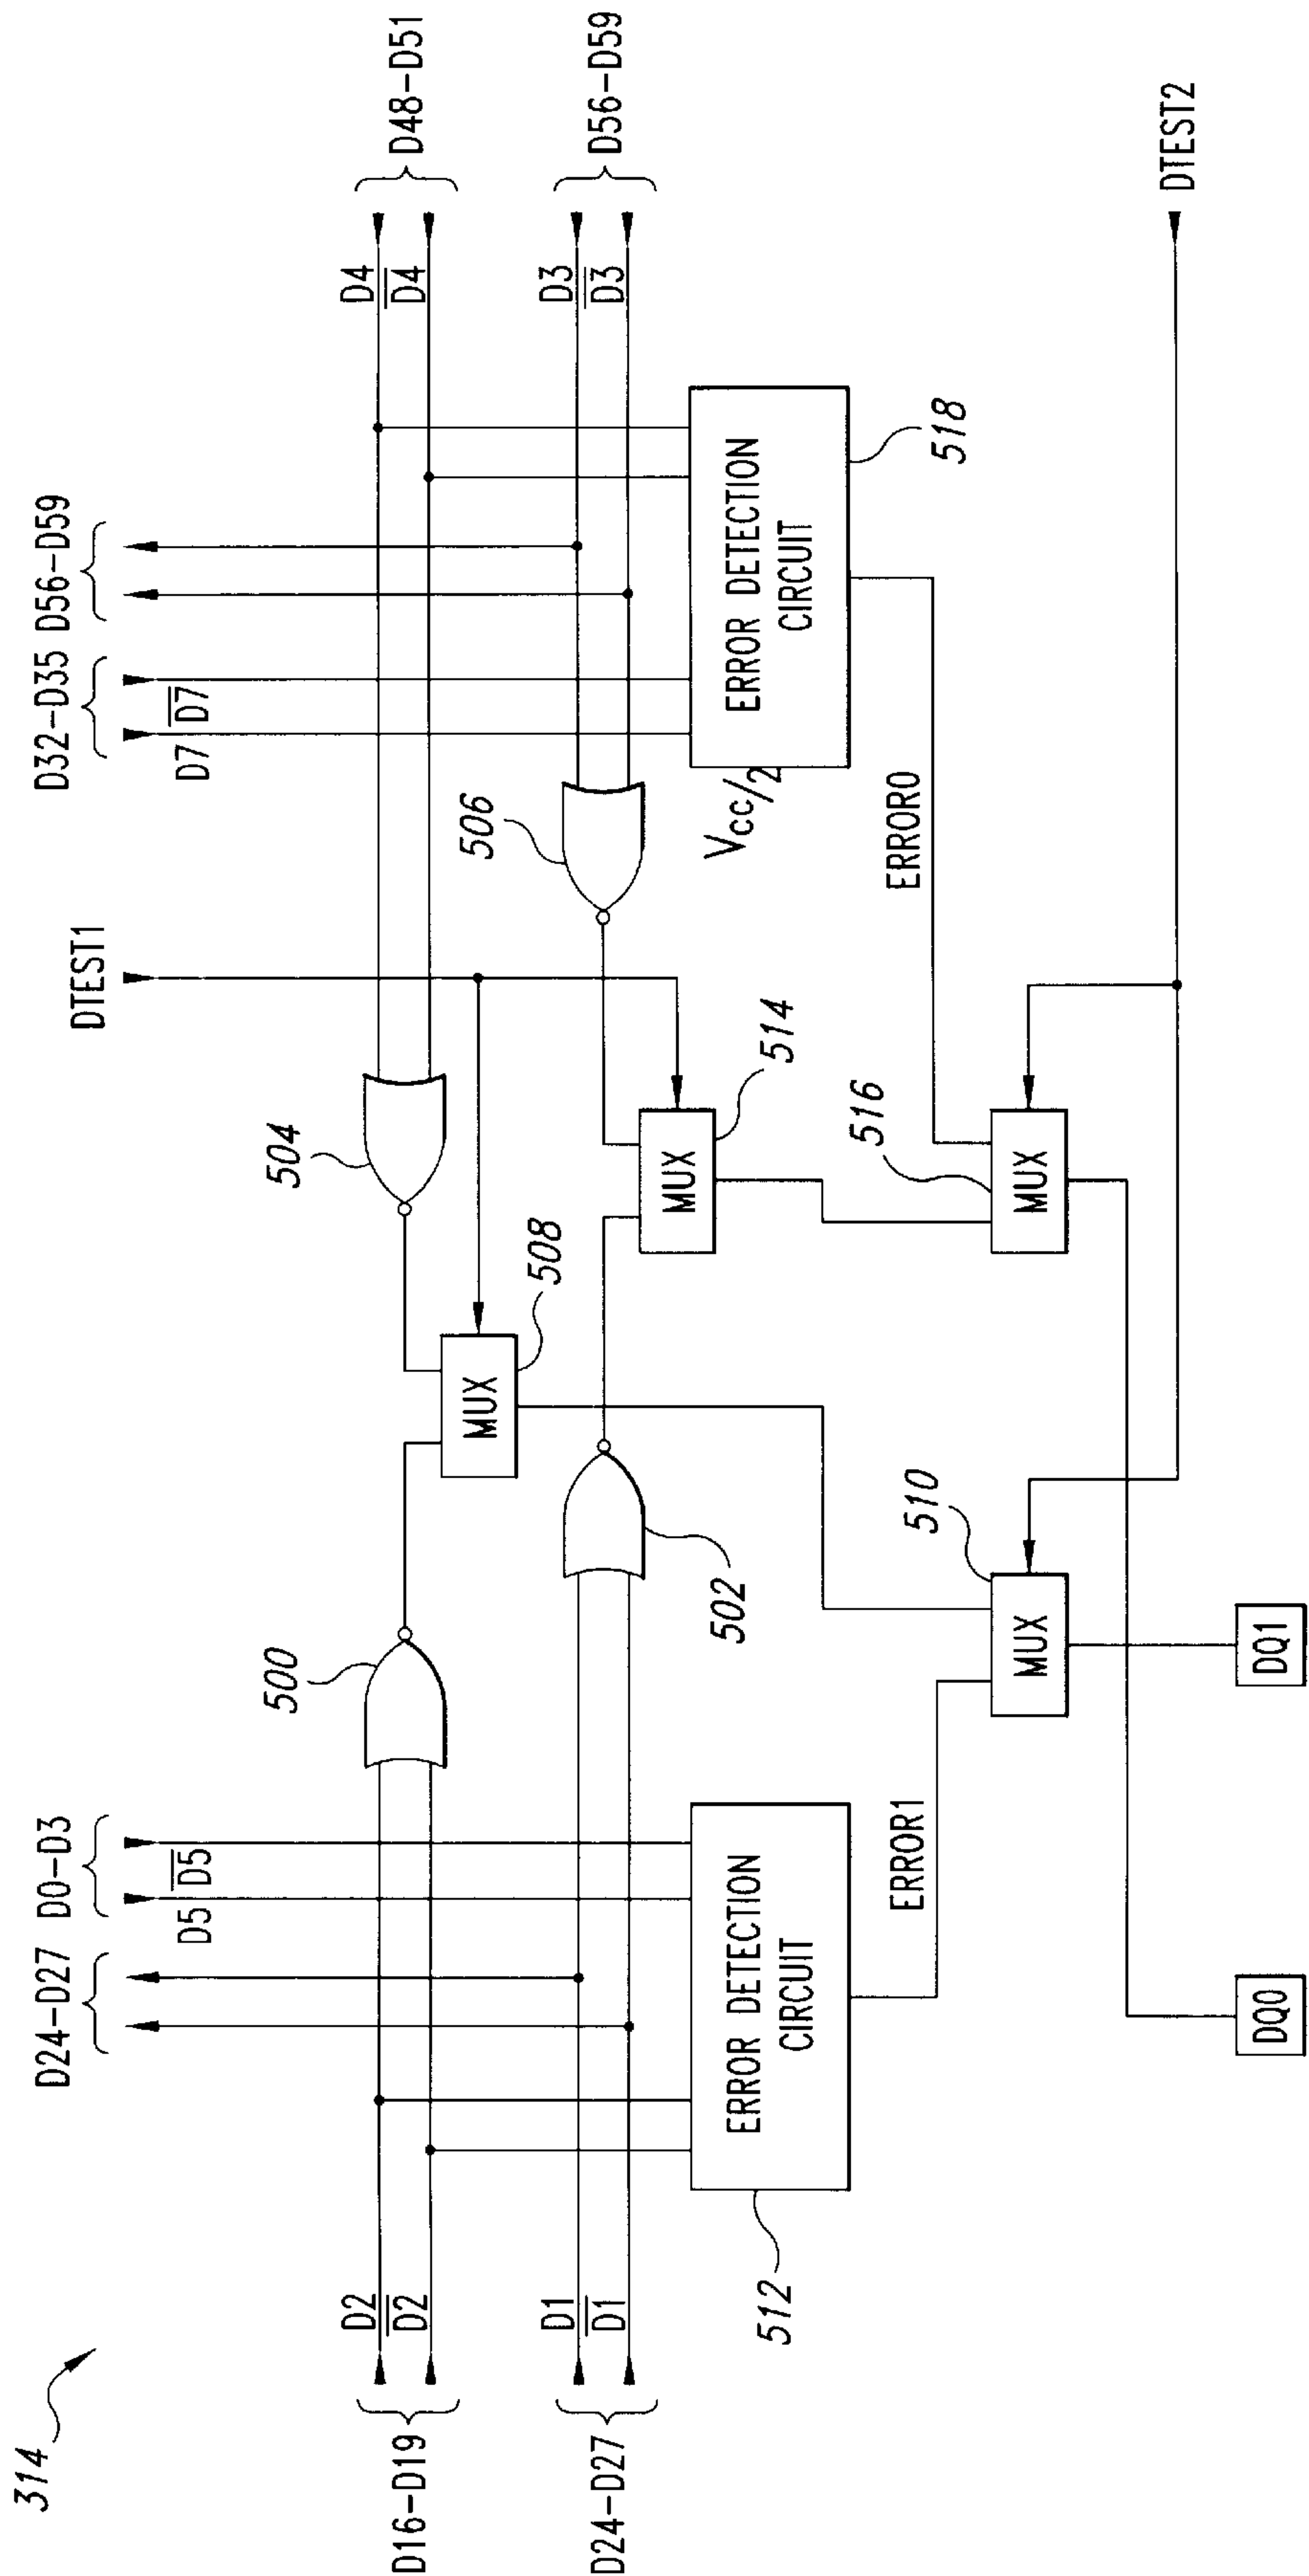 314
D24-D27
D0-D3
DTEST1
D32-D35
D56-D59
D5
D5
D7
D7
D16-D19
D2
D2
500
504
D4
D4
D48-D51
508
MUX
506
D24-D27
D1
D1
502
514
MUX
D3
D3
D56-D59
512
ERROR DETECTION
CIRCUIT
Vcc/2
ERROR DETECTION
CIRCUIT
518
ERROR1
ERROR0
510
MUX
516
MUX
DTEST2
DQ0
DQ1